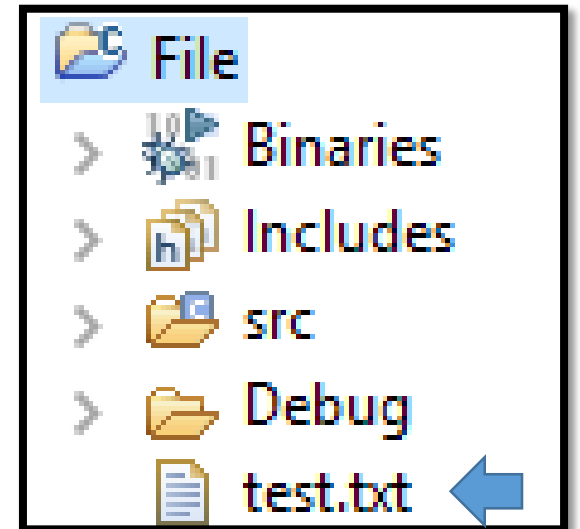 File
Binaries
Includes
src
Debug
test.txt